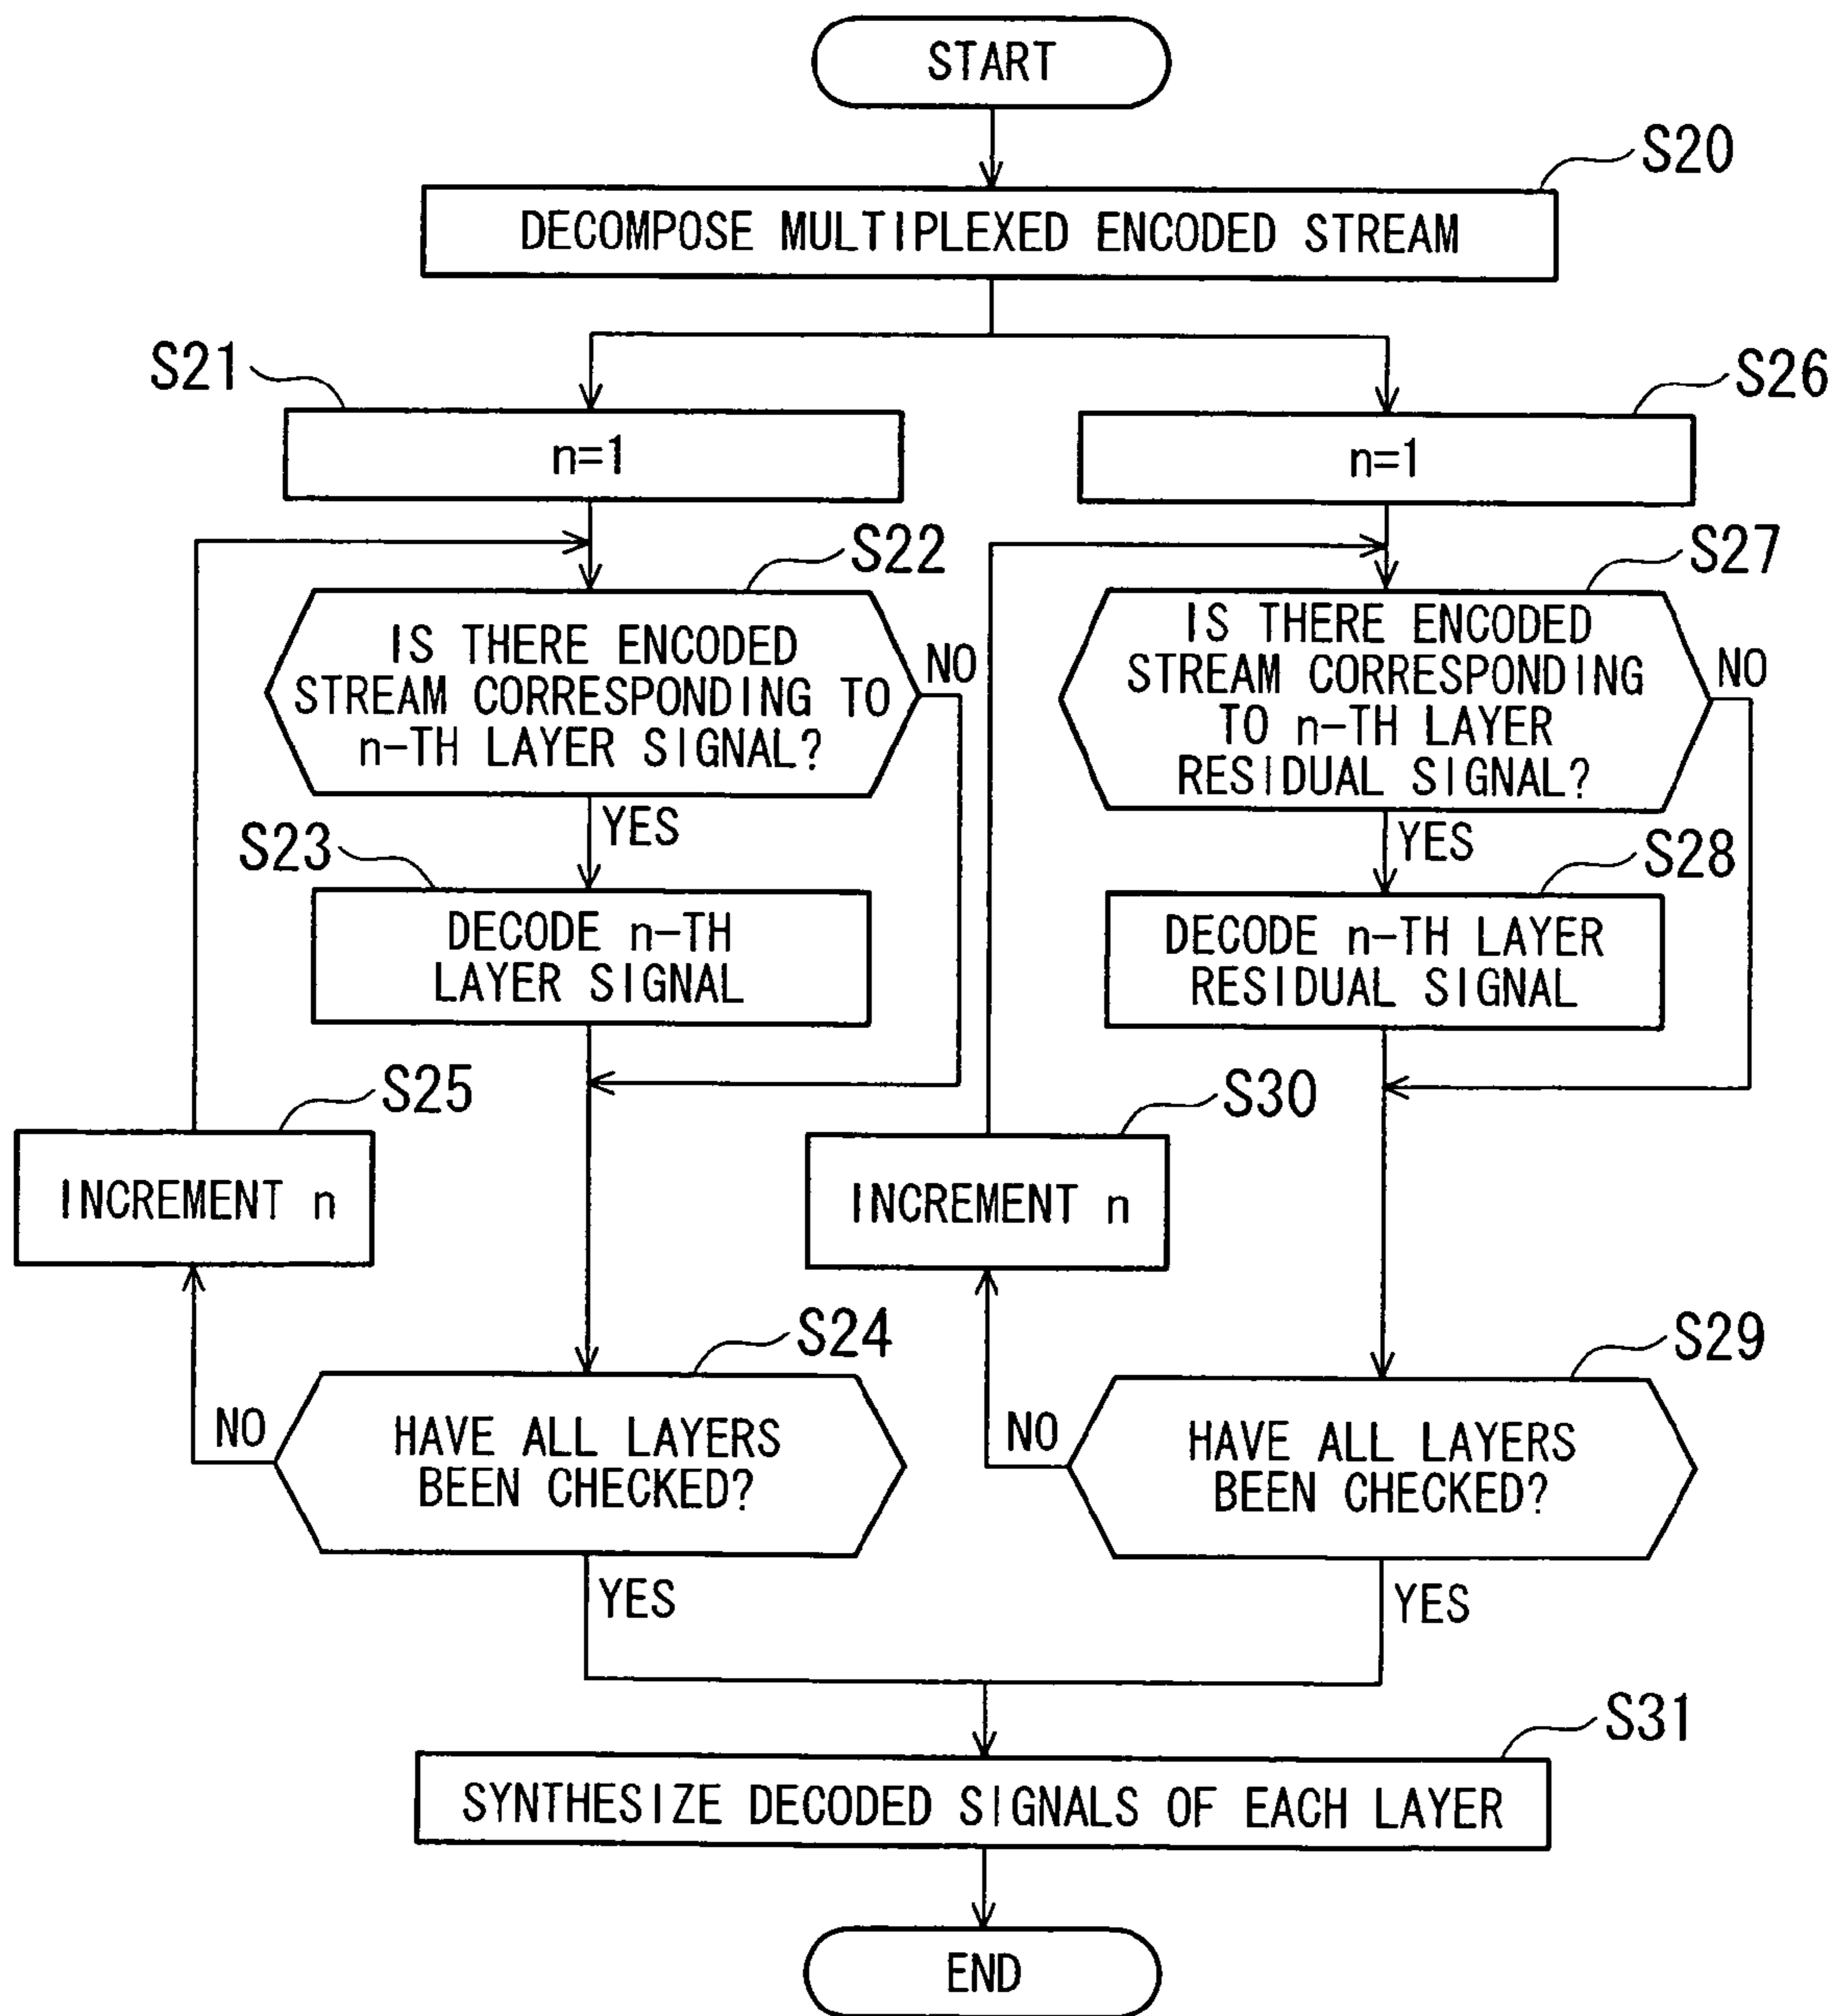 START
S20
DECOMPOSE MULTIPLEXED ENCODED STREAM
S21
n=1
S26
n=1
S22
IS THERE ENCODED
STREAM CORRESPONDING TO
n-TH LAYER SIGNAL?
NO
YES
S27
IS THERE ENCODED
STREAM CORRESPONDING
TO n-TH LAYER
RESIDUAL SIGNAL?
NO
YES
S23
DECODE n-TH
LAYER SIGNAL
S28
DECODE n-TH LAYER
RESIDUAL SIGNAL
S25
INCREMENT n
S30
INCREMENT n
S24
HAVE ALL LAYERS
BEEN CHECKED?
NO
YES
S29
HAVE ALL LAYERS
BEEN CHECKED?
NO
YES
S31
SYNTHESIZE DECODED SIGNALS OF EACH LAYER
END